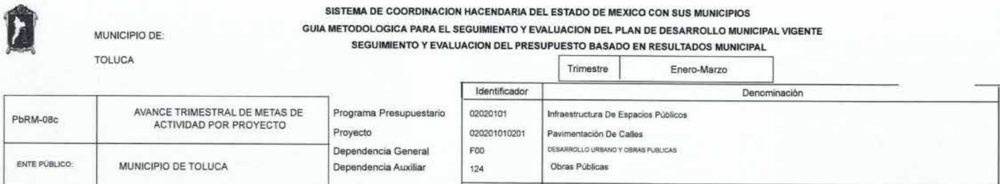 SISTEMA DE COORDINACION HACENDARIA DEL ESTADO DE MEXICO CON SUS MUNICIPIOS
MUNICIPIO DE:
GUIA METODOLOGICA PARA EL SEGUIMIENTO Y EVALUACION DEL PLAN DE DESARROLLO MUNICIPAL VIGENTE
SEGUIMIENTO Y EVALUACION DEL PRESUPUESTO BASADO EN RESULTADOS MUNICIPAL
TOLUCA
Trimestre Enero-Marzo
Identificador Denominación
PbRM-08c AVANCE TRIMESTRAL DE METAS DE
ACTIVIDAD POR PROYECTO
Programa Presupuestario 02020101 Infraestructura De Espacios Públicos
Proyecto 020201010201 Pavimentación De Calles
Dependencia General F00 DESARROLLO URBANO Y OBRAS PUBLICAS
ENTE PÚBLICO: MUNICIPIO DE TOLUCA
Dependencia Auxiliar 124 Obras Públicas